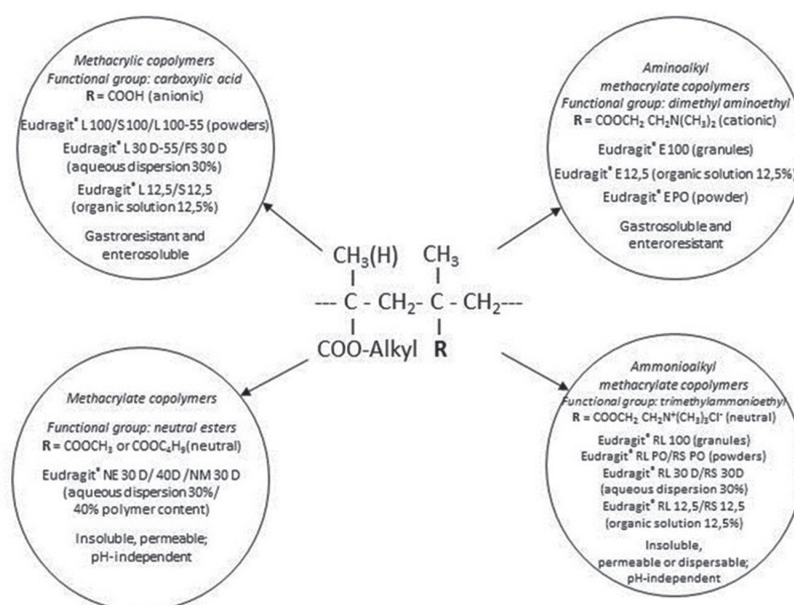 Methacrylic copolymers
Functional group: carboxylic acid
R = COOH (anionic)
Eudragit® L 100/S 100/L 100-55 (powders)
Eudragit® L 30 D-55/FS 30 D
(aqueous dispersion 30%)
Eudragit® L 12,5/S 12,5
(organic solution 12,5%)
Gastroresistant and
enterosoluble
Aminoalkyl
methacrylate copolymers
Functional group: dimethyl aminoethyl
R = COOCH₂ CH₂N(CH₃)₂ (cationic)
Eudragit® E 100 (granules)
Eudragit® E 12,5 (organic solution 12,5%)
Eudragit® EPO (powder)
Gastrosoluble and
enteroresistant
CH₃(H) CH₃
--- C - CH₂- C - CH₂---
COO-Alkyl R
Methacrylate copolymers
Functional group: neutral esters
R = COOCH₃ or COOC₄H₉(neutral)
Eudragit® NE 30 D/ 40D /NM 30 D
(aqueous dispersion 30%/
40% polymer content)
Insoluble, permeable;
pH-independent
Ammonioalkyl
methacrylate copolymers
Functional group: trimethylammonioethyl
R = COOCH₂ CH₂N⁺(CH₃)₃Cl⁻ (neutral)
Eudragit® RL 100 (granules)
Eudragit® RL PO/RS PO (powders)
Eudragit® RL 30 D/RS 30D
(aqueous dispersion 30%)
Eudragit® RL 12,5/RS 12,5
(organic solution 12,5%)
Insoluble,
permeable or dispersable;
pH-independent